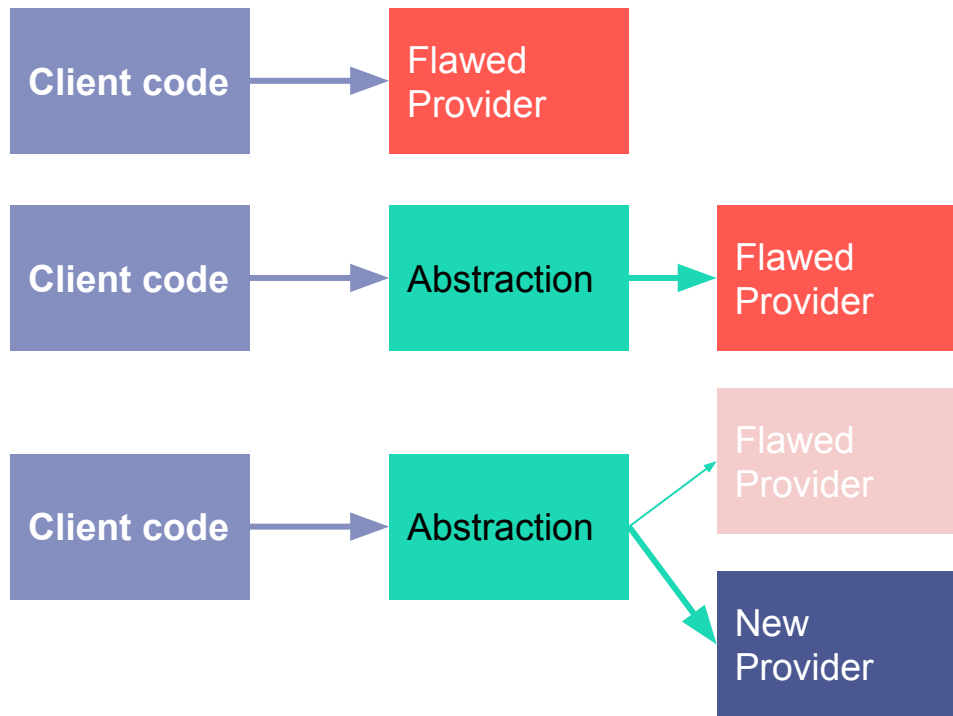 Client code
Flawed
Provider
Client code
Abstraction
Flawed
Provider
Client code
Abstraction
Flawed
Provider
New
Provider